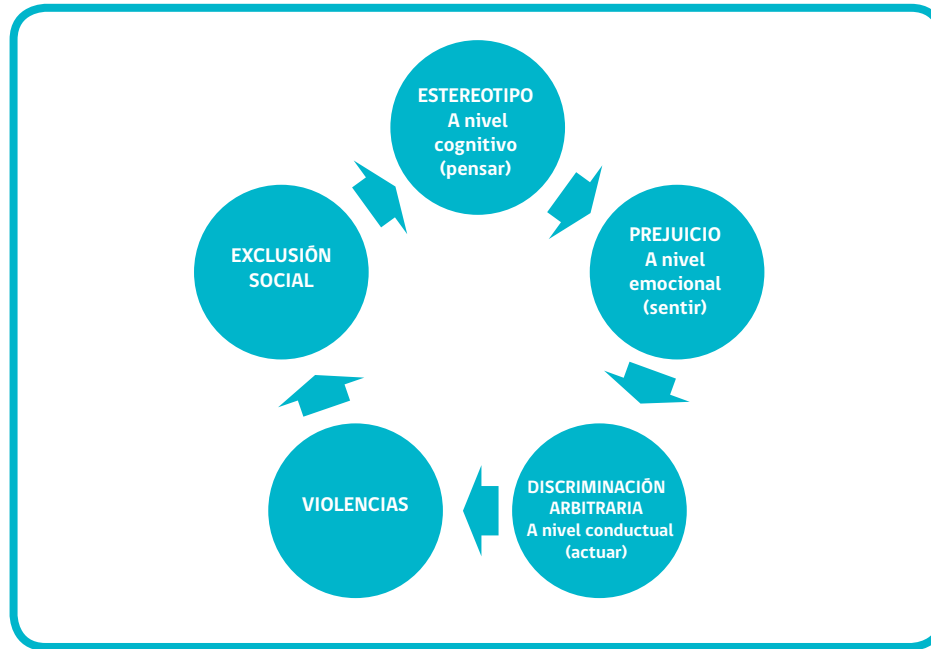 ESTEREOTIPO
A nivel
cognitivo
(pensar)
PREJUICIO
A nivel
emocional
(sentir)
DISCRIMINACIÓN
ARBITRARIA
A nivel conductual
(actuar)
VIOLENCIAS
EXCLUSIÓN
SOCIAL